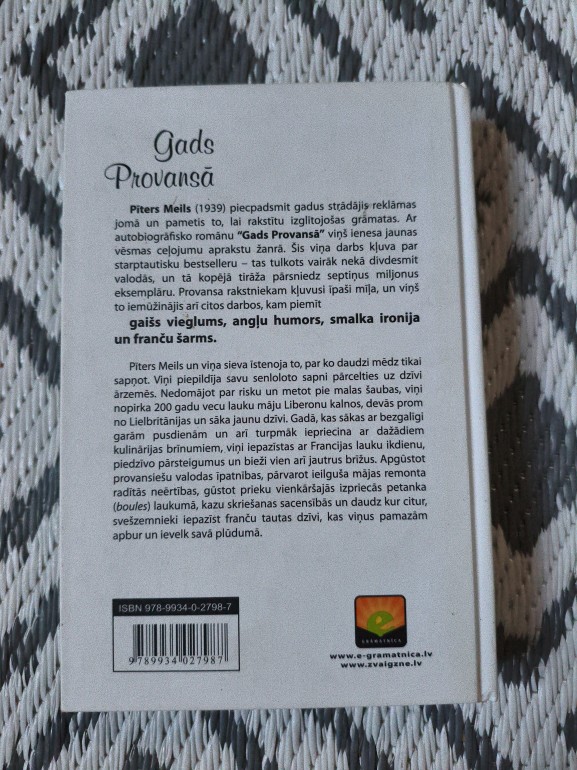 Gads
Provansā
Pīters Meils (1939) piecpadsmit gadus strādājis reklāmas
jomā un pametis to, lai rakstītu izglītojošas grāmatas. Ar
autobiogrāfisko romānu "Gads Provansā" viņš ienesa jaunas
vēsmas ceļojumu aprakstu žanrā. Šis viņa darbs kļuva par
starptautisku bestselleru – tas tulkots vairāk nekā divdesmit
valodās, un tā kopējā tirāža pārsniedz septiņus miljonus
eksemplāru. Provansa rakstniekam kļuvusi īpaši mīļa, un viņš
to iemūžinājis arī citos darbos, kam piemīt
gaišs vieglums, angļu humors, smalka ironija
un franču šarms.
Pīters Meils un viņa sieva īstenoja to, par ko daudzi mēdz tikai
sapņot. Viņi piepildīja savu senloloto sapni pārcelties uz dzīvi
ārzemēs. Nedomājot par risku un metot pie malas šaubas, viņi
nopirka 200 gadu vecu lauku māju Liberonu kalnos, devās prom
no Lielbritānijas un sāka jaunu dzīvi. Gadā, kas sākas ar bezgalīgi
garām pusdienām un arī turpmāk iepriecina ar dažādiem
kulinārijas brīnumiem, viņi iepazīstas ar Francijas lauku ikdienu,
piedzīvo pārsteigumus un bieži vien arī jautrus brīžus. Apgūstot
provansiešu valodas īpatnības, pārvarot ieilguša mājas remonta
radītās neērtības, gūstot prieku vienkāršajās izpriecās petanka
(boules) laukumā, kazu skriešanas sacensībās un daudz kur citur,
svešzemnieki iepazīst franču tautas dzīvi, kas viņus pamazām
apbur un ievelk savā plūdumā.
ISBN 978-9934-0-2798-7
9 789934 027987
e
GRAMATNICA
www.e-gramatnica.lv
www.zvaigzne.lv